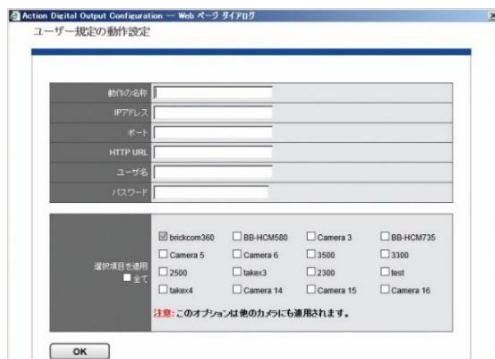 Action Digital Output Configuration -- Web ページ ダイアログ
ユーザー規定の動作設定
動作の名称
IPアドレス
ポート
HTTP URL
ユーザ名
パスワード
選択項目を適用
全て
brickcom360 BB-HCM580 Camera 3 BB-HCM735
Camera 5 Camera 6 3500 3300
2500 takex3 2300 test
takex4 Camera 14 Camera 15 Camera 16
注意: このオプションは他のカメラにも適用されます。
OK